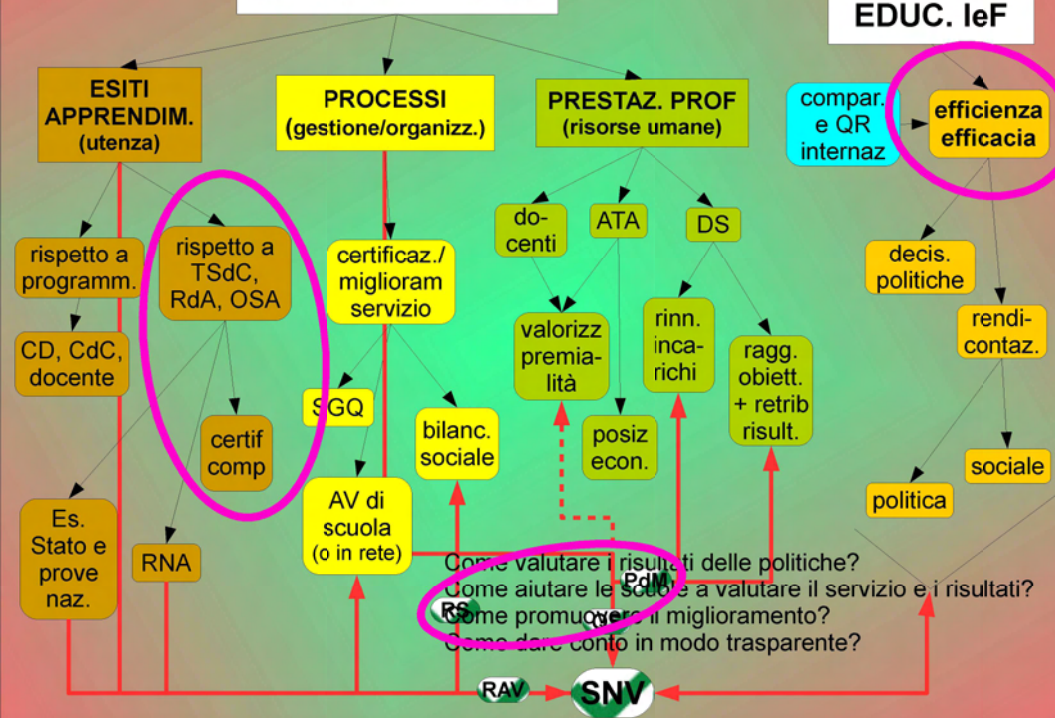 EDUC. IeF
ESITI
APPRENDIM.
(utenza)
PROCESSI
(gestione/organizz.)
PRESTAZ. PROF
(risorse umane)
compar.
e QR
internaz
efficienza
efficacia
rispetto a
programm.
rispetto a
TSdC,
RdA, OSA
certificaz./
miglioram
servizio
do-
centi
ATA
DS
decis.
politiche
CD, CdC,
docente
valorizz
premia-
lità
rinn.
inca-
richi
ragg.
obiett.
+ retrib
risult.
rendi-
contaz.
SGQ
certif
comp
bilanc.
sociale
posiz
econ.
sociale
politica
Es.
Stato e
prove
naz.
RNA
AV di
scuola
(o in rete)
Come valutare i risultati delle politiche?
PdM
Come aiutare le scuole a valutare il servizio e i risultati?
RS
Come promuovere il miglioramento?
Come dare conto in modo trasparente?
RAV
SNV